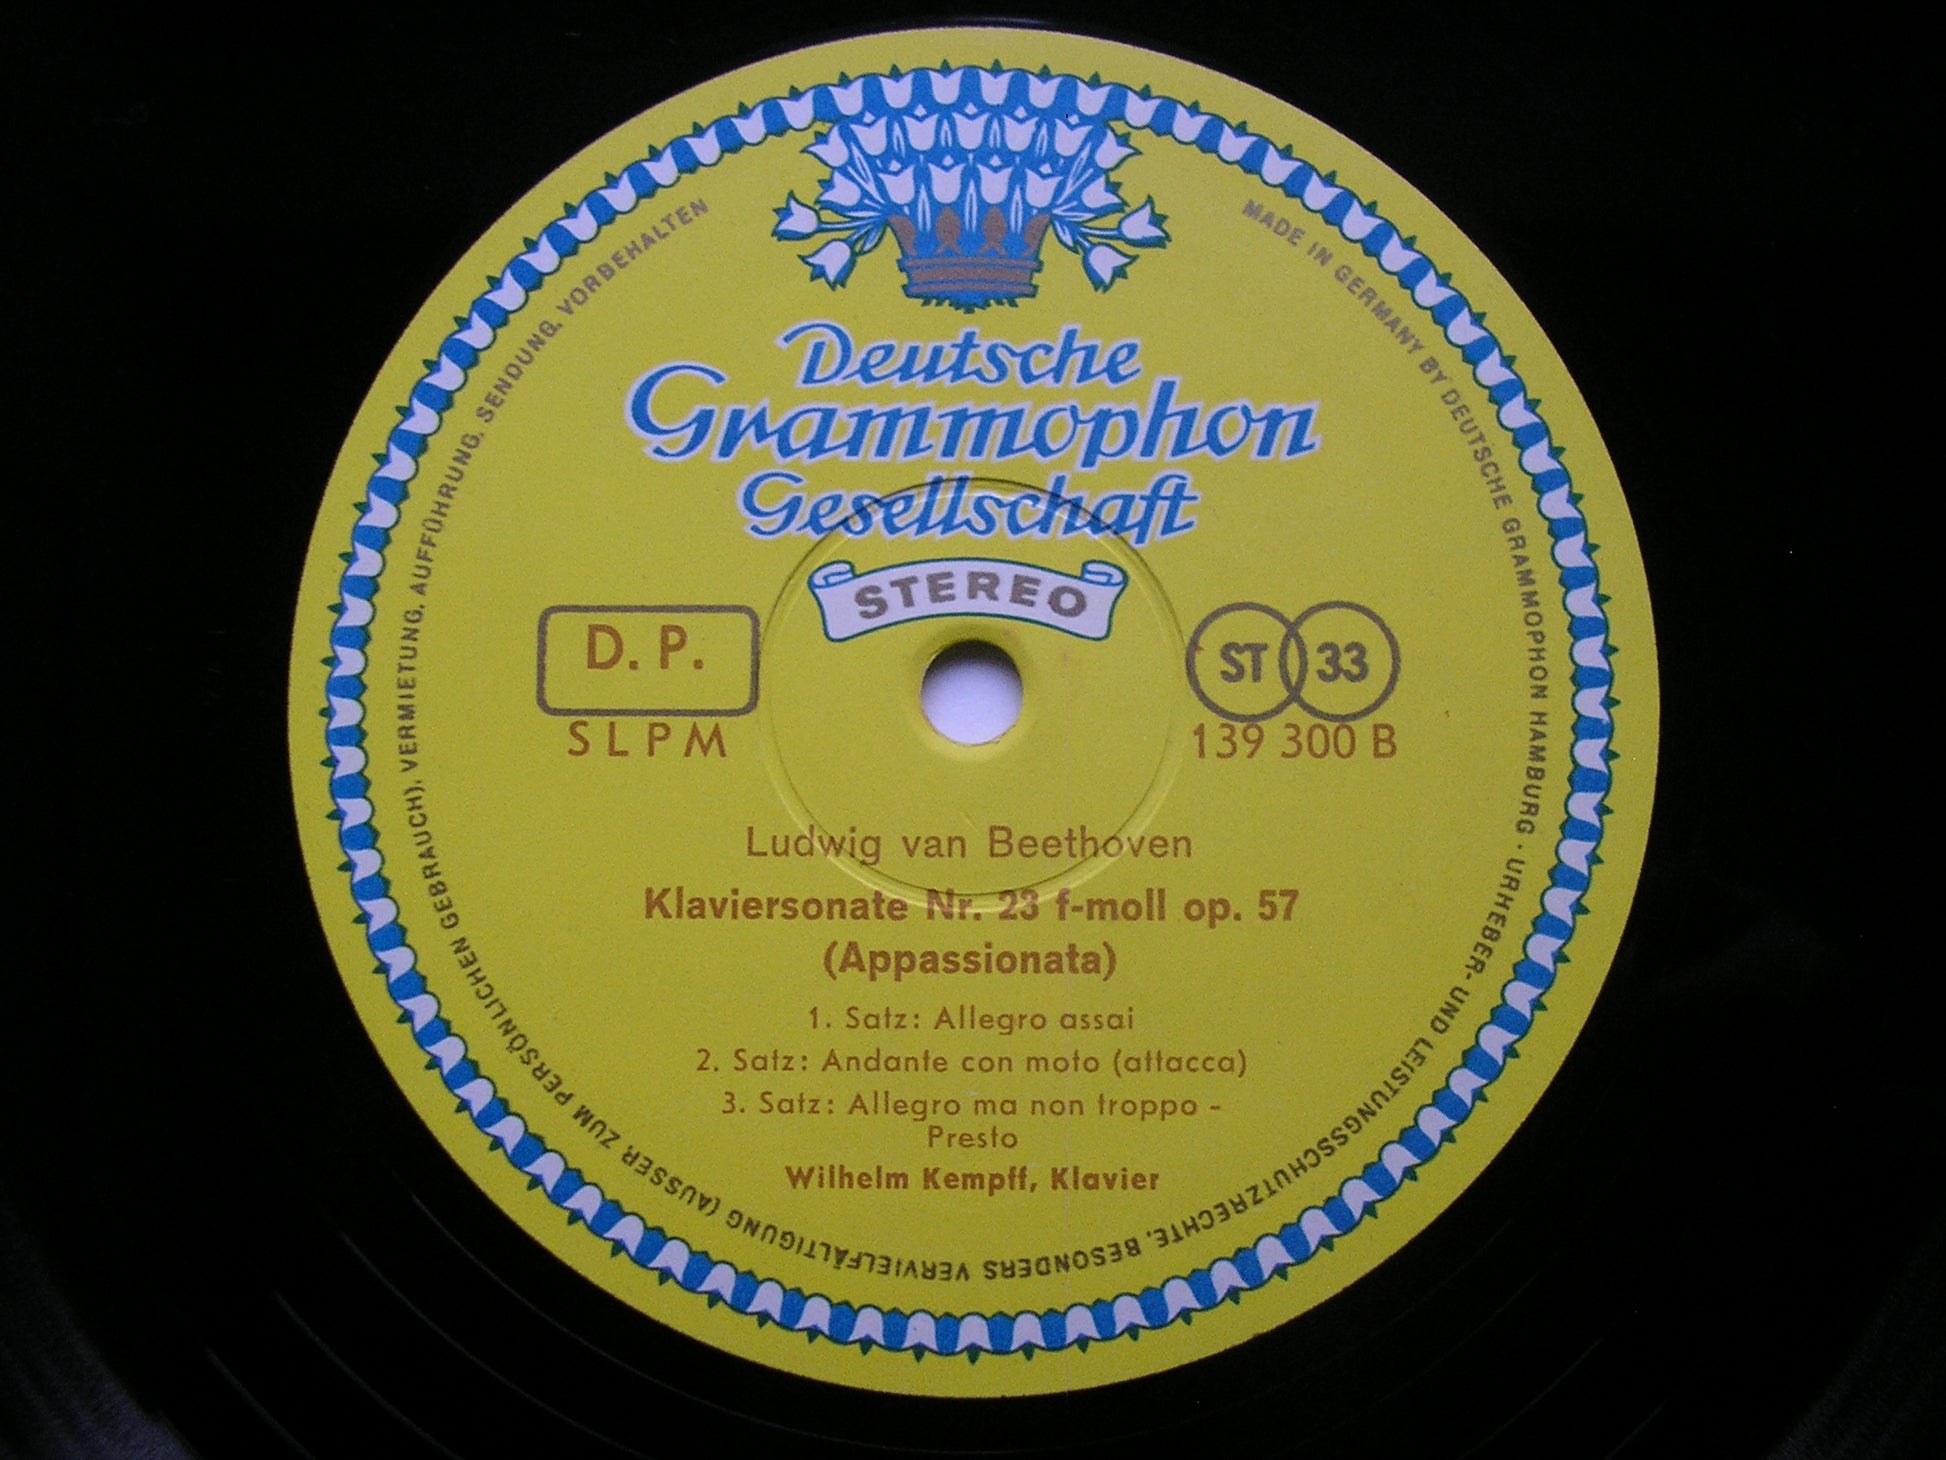 Deutsche
Grammophon
Gesellschaft
STEREO
D. P.
ST 33
SLPM
139 300 B
Ludwig van Beethoven
Klaviersonate Nr. 23 f-moll op. 57
(Appassionata)
1. Satz: Allegro assai
2. Satz: Andante con moto (attacca)
3. Satz: Allegro ma non troppo -
Presto
Wilhelm Kempff, Klavier
MADE IN GERMANY BY DEUTSCHE GRAMMOPHON HAMBURG · URHEBER- UND LEISTUNGSSCHUTZRECHTE, BESONDERS VERVIELFÄLTIGUNG (AUSSER ZUM PERSÖNLICHEN GEBRAUCH), VERMIETUNG, AUFFÜHRUNG, SENDUNG, VORBEHALTEN